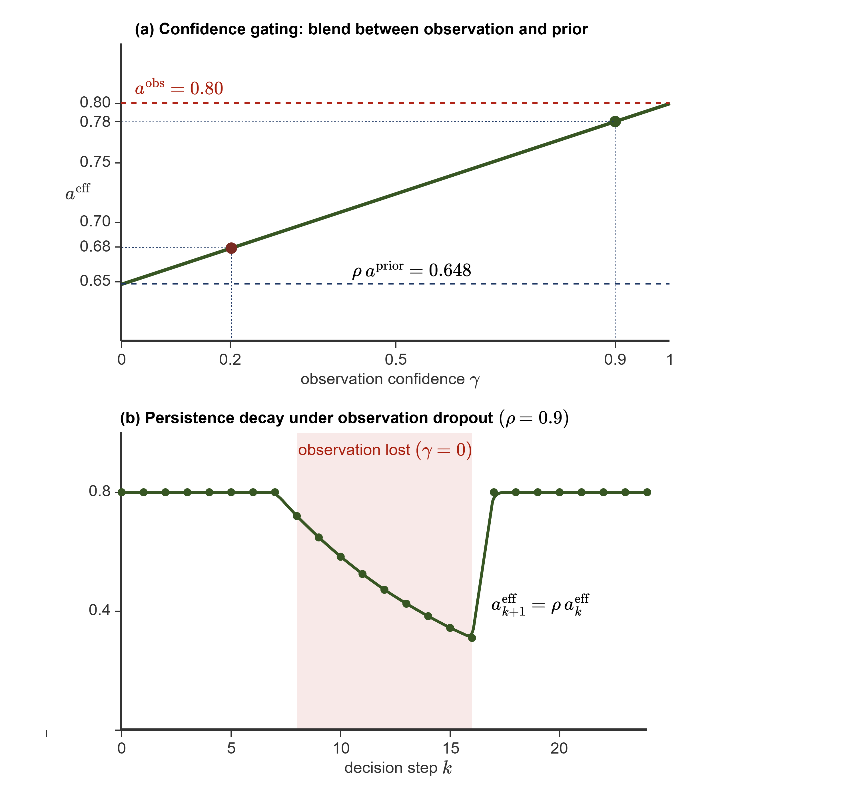 (a) Confidence gating: blend between observation and prior
a^obs = 0.80
0.80
0.78
0.75
a^eff
0.70
0.68
ρ a^prior = 0.648
0.65
0 0.2 0.5 0.9 1
observation confidence γ
(b) Persistence decay under observation dropout (ρ = 0.9)
observation lost (γ = 0)
0.8
a^eff_{k+1} = ρ a^eff_k
0.4
0 5 10 15 20
decision step k